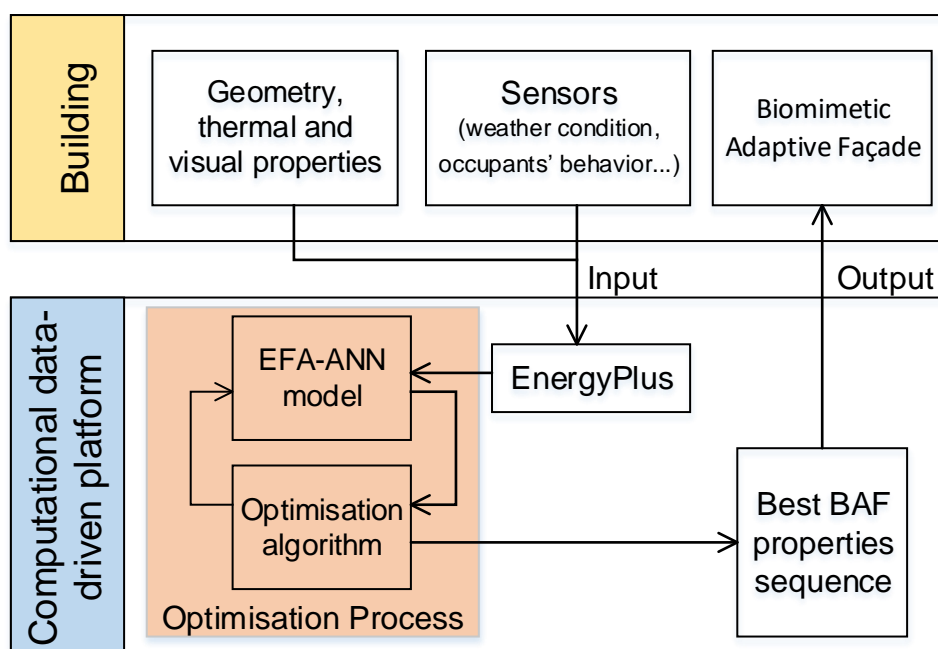 Building
Geometry,
thermal and
visual properties
Sensors
(weather condition,
occupants’ behavior...)
Biomimetic
Adaptive Façade
Input
Output
Computational data-
driven platform
EFA-ANN
model
EnergyPlus
Optimisation
algorithm
Optimisation Process
Best BAF
properties
sequence